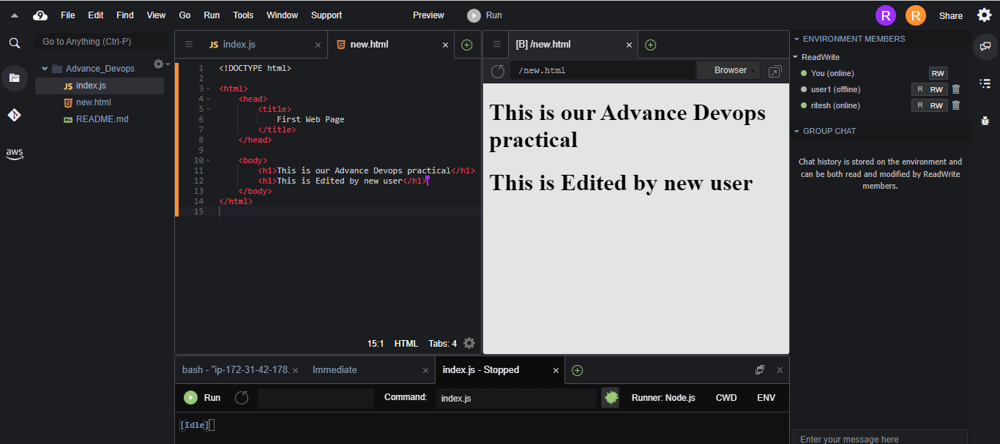 9 File Edit Find View Go Run Tools Window Support Preview Run R R Share
Go to Anything (Ctrl-P)
Advance_Devops
JS index.js
5 new.html
README.md
aws
JS index.js × new.html ×
1 <!DOCTYPE html>
2
3 <html>
4 <head>
5 <title>
6 First Web Page
7 </title>
8 </head>
9
10 <body>
11 <h1>This is our Advance Devops practical</h1>
12 <h1>This is Edited by new user</h1>
13 </body>
14 </html>
15
15:1 HTML Tabs: 4
[B] /new.html ×
/new.html Browser
This is our Advance Devops
practical
This is Edited by new user
bash - "ip-172-31-42-178. × Immediate × index.js - Stopped ×
Run Command: index.js Runner: Node.js CWD ENV
[Idle]
ENVIRONMENT MEMBERS
ReadWrite
You (online) RW
user1 (offline) R RW
ritesh (online) R RW
GROUP CHAT
Chat history is stored on the environment and
can be both read and modified by ReadWrite
members.
Enter your message here